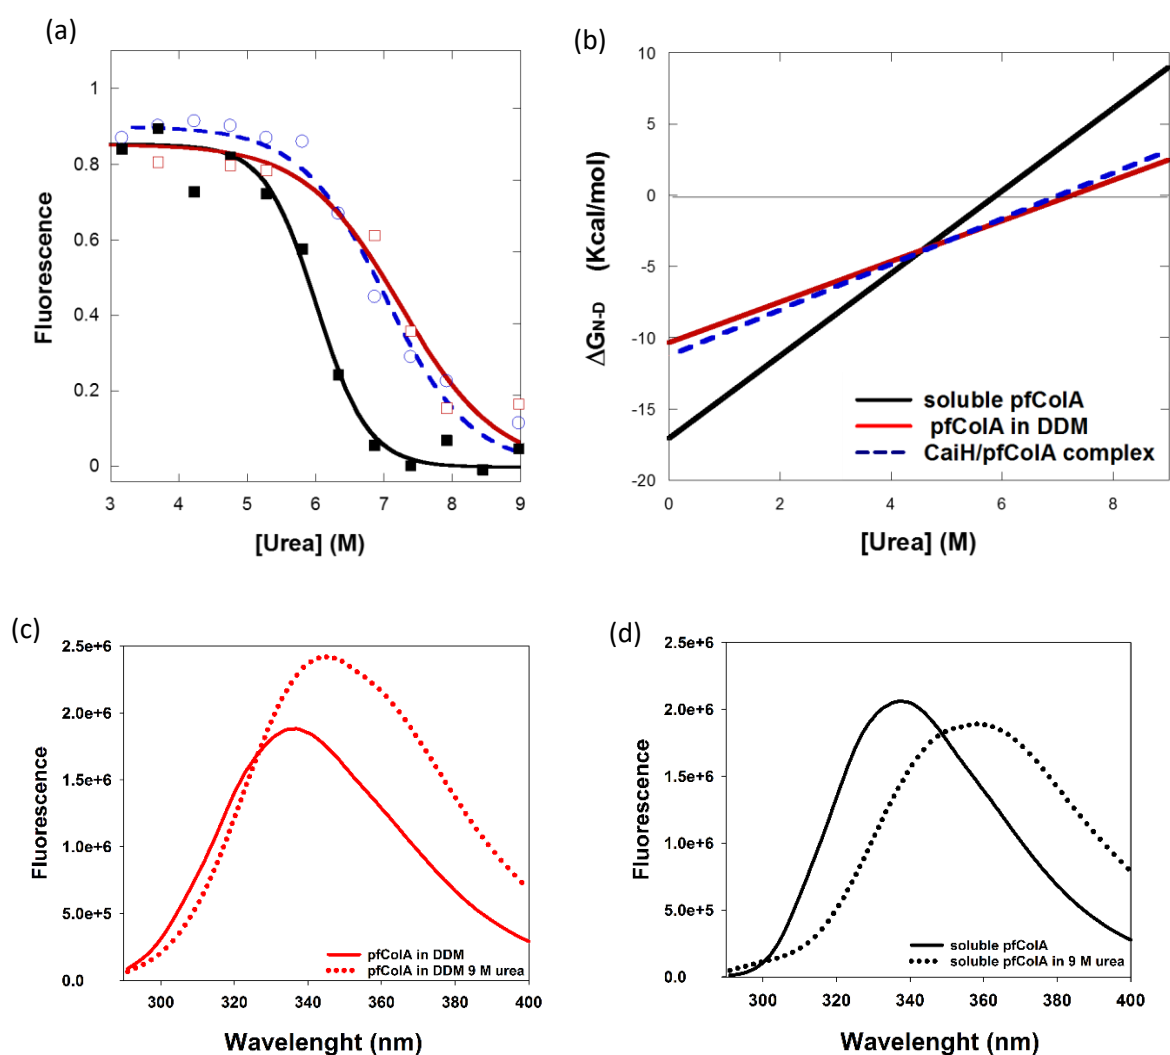 (a)
Fluorescence
1
0.8
0.6
0.4
0.2
0
3 4 5 6 7 8 9
[Urea] (M)
(b)
ΔG_N-D (Kcal/mol)
10
5
0
-5
-10
-15
-20
soluble pfColA
pfColA in DDM
CaiH/pfColA complex
0 2 4 6 8
[Urea] (M)
(c)
Fluorescence
2.5e+6
2.0e+6
1.5e+6
1.0e+6
5.0e+5
0.0
pfColA in DDM
pfColA in DDM 9 M urea
300 320 340 360 380 400
Wavelenght (nm)
(d)
Fluorescence
2.5e+6
2.0e+6
1.5e+6
1.0e+6
5.0e+5
0.0
soluble pfColA
soluble pfColA in 9 M urea
300 320 340 360 380 400
Wavelenght (nm)